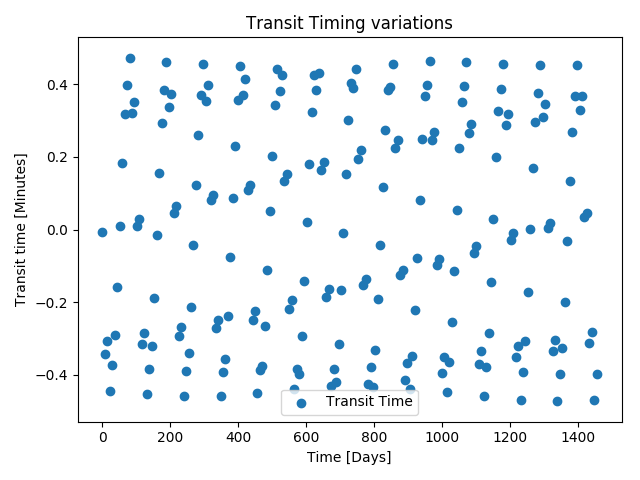 Transit Timing variations
Transit time [Minutes]
0.4
0.2
0.0
−0.2
−0.4
Transit Time
0 200 400 600 800 1000 1200 1400
Time [Days]